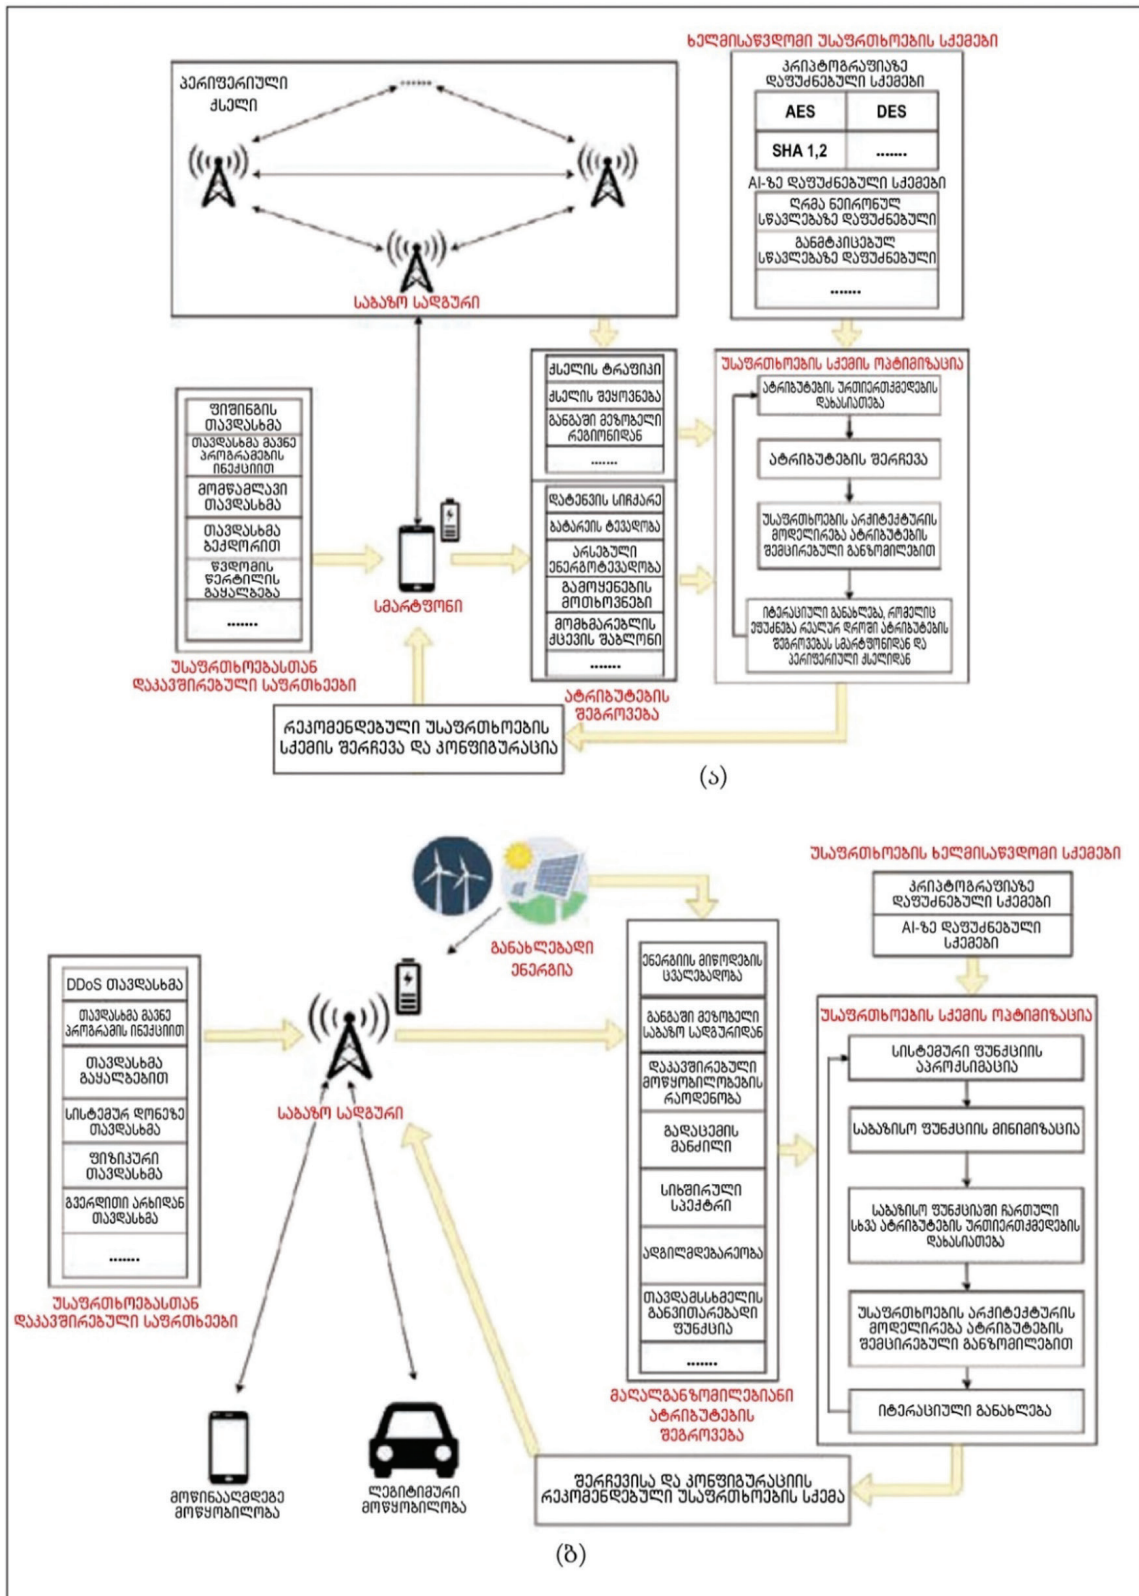 პერიფერიული
ქსელი
.......
საბაზო სადგური
ხელმისაწვდომი უსაფრთხოების სქემები
კრიპტოგრაფიაზე
დაფუძნებული სქემები
AES
DES
SHA 1,2
.......
AI-ზე დაფუძნებული სქემები
ღრმა ნეირონულ
სწავლებაზე დაფუძნებული
განმტკიცებულ
სწავლებაზე დაფუძნებული
.......
ფიშინგის
თავდასხმა
თავდასხმა მავნე
პროგრამების
ინექციით
მომწამლავი
თავდასხმა
თავდასხმა
ბექდორით
წვდომის
წერტილის
გაყალბება
.......
უსაფრთხოებასთან
დაკავშირებული საფრთხეები
სმარტფონი
ქსელის ტრაფიკი
ქსელის შეყოვნება
განგაში მეზობელი
რეგიონიდან
.......
დატენვის სიჩქარე
ბატარეის ტევადობა
არსებული
ენერგოტევადობა
გამოყენების
მოთხოვნები
მომხმარებლის
ქცევის შაბლონი
.......
ატრიბუტების
შეგროვება
უსაფრთხოების სქემის ოპტიმიზაცია
ატრიბუტების ურთიერთქმედების
დახასიათება
ატრიბუტების შერჩევა
უსაფრთხოების არქიტექტურის
მოდელირება ატრიბუტების
შემცირებული განზომილებით
იტერაციული განახლება, რომელიც
ეფუძნება რეალურ დროში ატრიბუტების
შეგროვებას სმარტფონიდან და
პერიფერიული ქსელიდან
რეკომენდებული უსაფრთხოების
სქემის შერჩევა და კონფიგურაცია
(ა)
განახლებადი
ენერგია
უსაფრთხოების ხელმისაწვდომი სქემები
კრიპტოგრაფიაზე
დაფუძნებული სქემები
AI-ზე დაფუძნებული
სქემები
DDoS თავდასხმა
თავდასხმა მავნე
პროგრამის ინექციით
თავდასხმა
გაყალბებით
სისტემურ დონეზე
თავდასხმა
ფიზიკური
თავდასხმა
გვერდითი არხიდან
თავდასხმა
.......
უსაფრთხოებასთან
დაკავშირებული საფრთხეები
საბაზო სადგური
ენერგიის მიწოდების
ცვალებადობა
განგაში მეზობელი
საბაზო სადგურიდან
დაკავშირებული
მოწყობილობების
რაოდენობა
გადაცემის
მანძილი
სიხშირული
სპექტრი
ადგილმდებარეობა
თავდამსხმელის
განვითარებადი
ფუნქცია
.......
მაღალგანზომილებიანი
ატრიბუტების
შეგროვება
უსაფრთხოების სქემის ოპტიმიზაცია
სისტემური ფუნქციის
აპროქსიმაცია
საბაზისო ფუნქციის მინიმიზაცია
საბაზისო ფუნქციაში ჩართული
სხვა ატრიბუტების ურთიერთქმედების
დახასიათება
უსაფრთხოების არქიტექტურის
მოდელირება ატრიბუტების
შემცირებული განზომილებით
იტერაციული განახლება
მოწინააღმდეგე
მოწყობილობა
ლეგიტიმური
მოწყობილობა
შერჩევისა და კონფიგურაციის
რეკომენდებული უსაფრთხოების სქემა
(ბ)